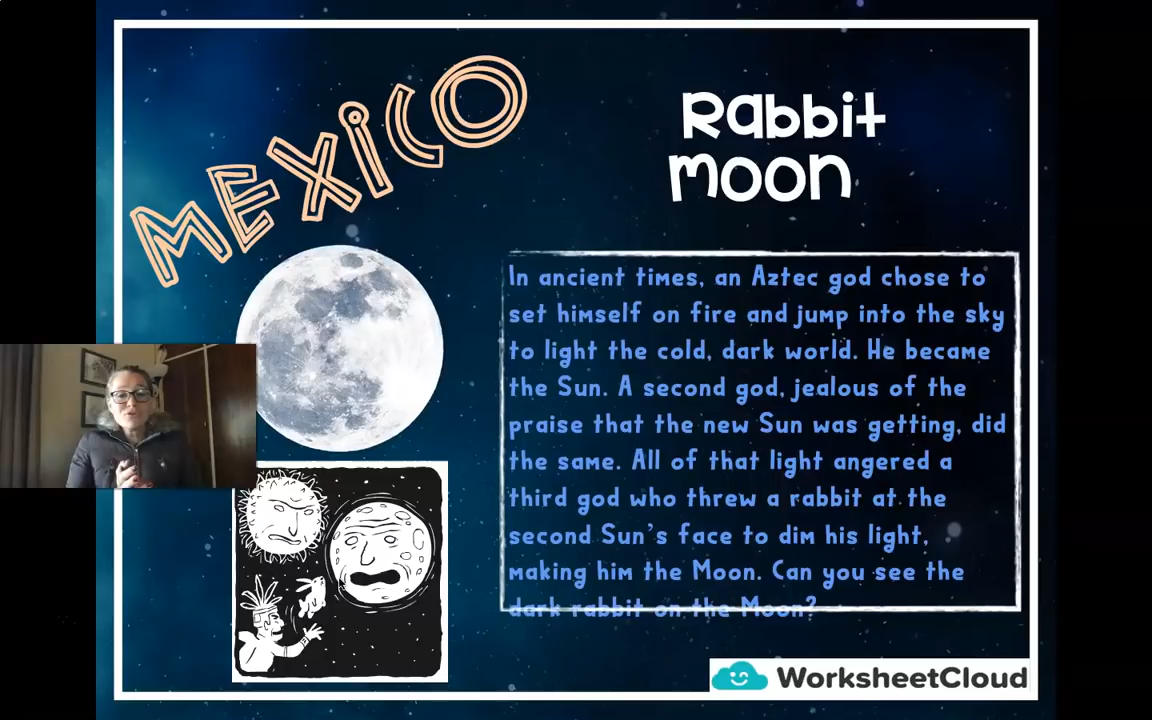 MEXICO
Rabbit
moon
In ancient times, an Aztec god chose to
set himself on fire and jump into the sky
to light the cold, dark world. He became
the Sun. A second god, jealous of the
praise that the new Sun was getting, did
the same. All of that light angered a
third god who threw a rabbit at the
second Sun's face to dim his light,
making him the Moon. Can you see the
dark rabbit on the Moon?
WorksheetCloud